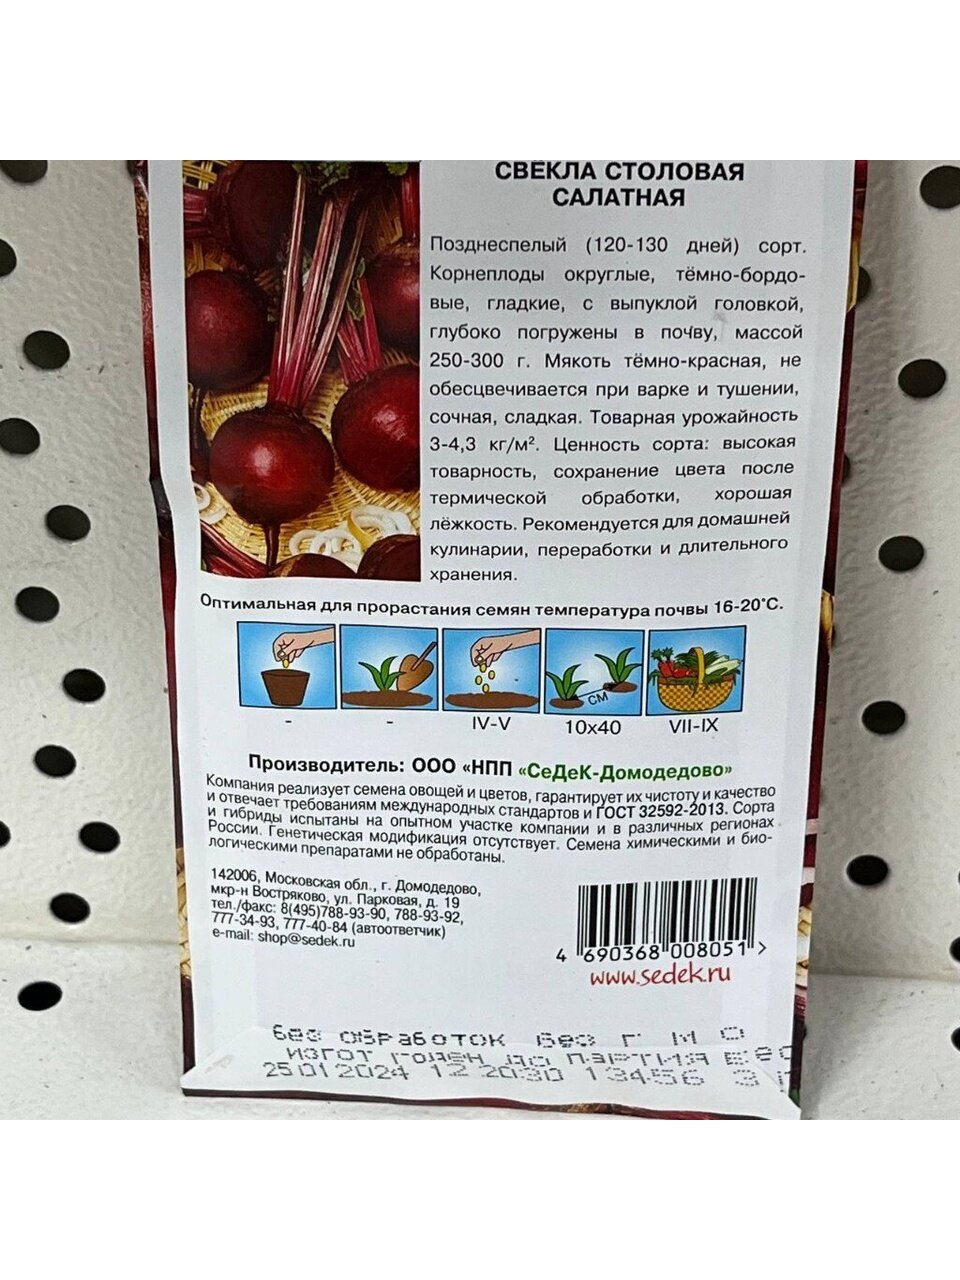 СВЁКЛА СТОЛОВАЯ
САЛАТНАЯ
Позднеспелый (120-130 дней) сорт.
Корнеплоды округлые, тёмно-бордо-
вые, гладкие, с выпуклой головкой,
глубоко погружены в почву, массой
250-300 г. Мякоть тёмно-красная, не
обесцвечивается при варке и тушении,
сочная, сладкая. Товарная урожайность
3-4,3 кг/м². Ценность сорта: высокая
товарность, сохранение цвета после
термической обработки, хорошая
лёжкость. Рекомендуется для домашней
кулинарии, переработки и длительного
хранения.
Оптимальная для прорастания семян температура почвы 16-20°С.
СМ
- - IV-V 10х40 VII-IX
Производитель: ООО «НПП «СеДеК-Домодедово»
Компания реализует семена овощей и цветов, гарантирует их чистоту и качество
и отвечает требованиям международных стандартов и ГОСТ 32592-2013. Сорта
и гибриды испытаны на опытном участке компании и в различных регионах
России. Генетическая модификация отсутствует. Семена химическими и био-
логическими препаратами не обработаны.
142006, Московская обл., г. Домодедово,
мкр-н Востряково, ул. Парковая, д. 19
тел./факс: 8(495)788-93-90, 788-93-92,
777-34-93, 777-40-84 (автоответчик)
e-mail: shop@sedek.ru
4 690368 008051 >
www.sedek.ru
без ОБРабОТОК без Г М О
ИЗГОТ ГОДЕН ДО ПАРТИЯ
25012024 12 2030 13456